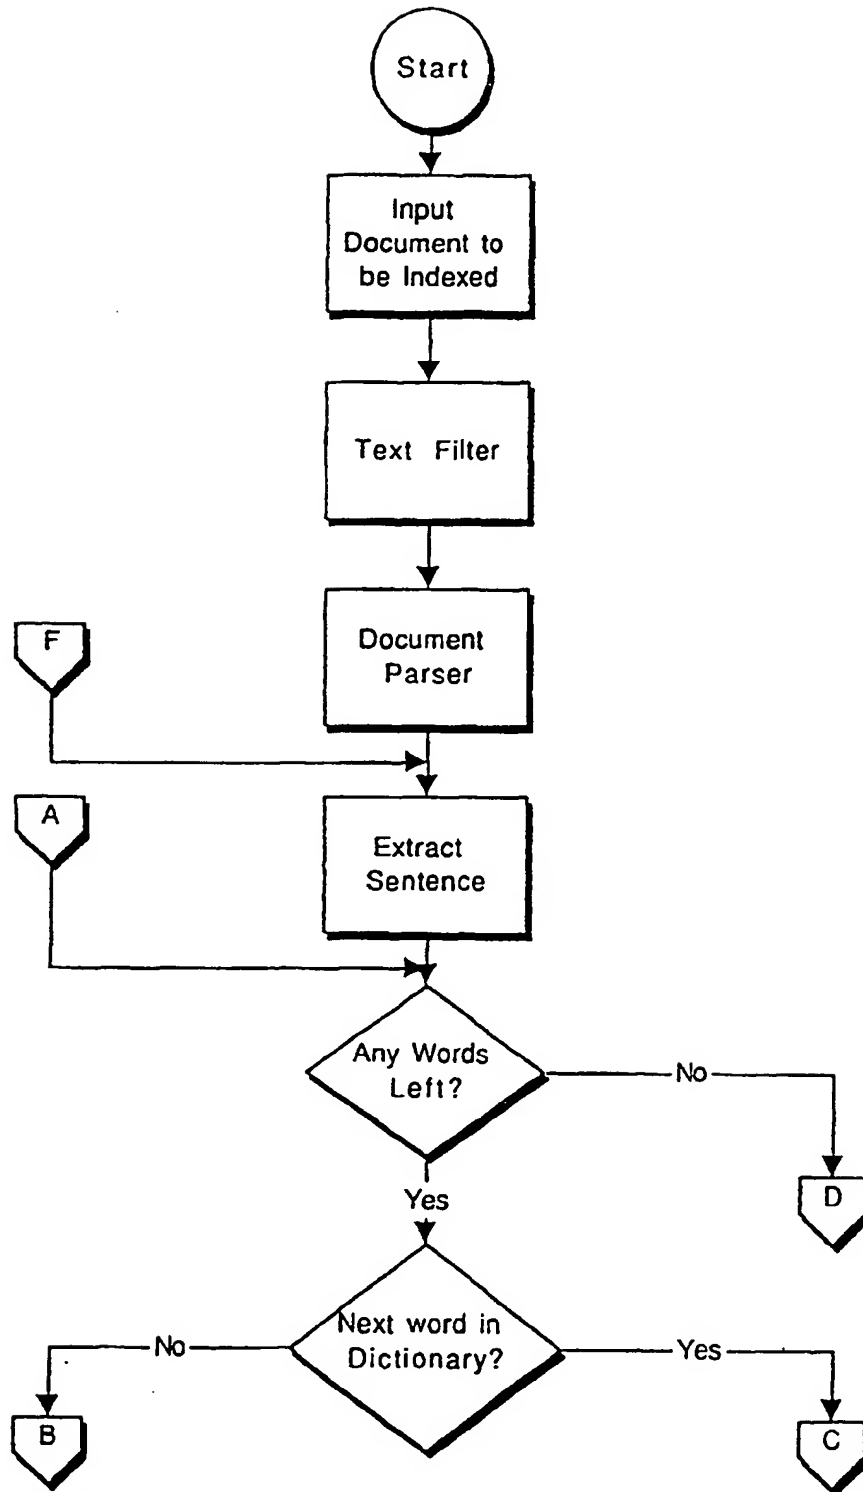 Start
Input
Document to
be Indexed
Text Filter
Document
Parser
F
A
Extract
Sentence
Any Words
Left?
No
D
Yes
Next word in
Dictionary?
No
Yes
B
C